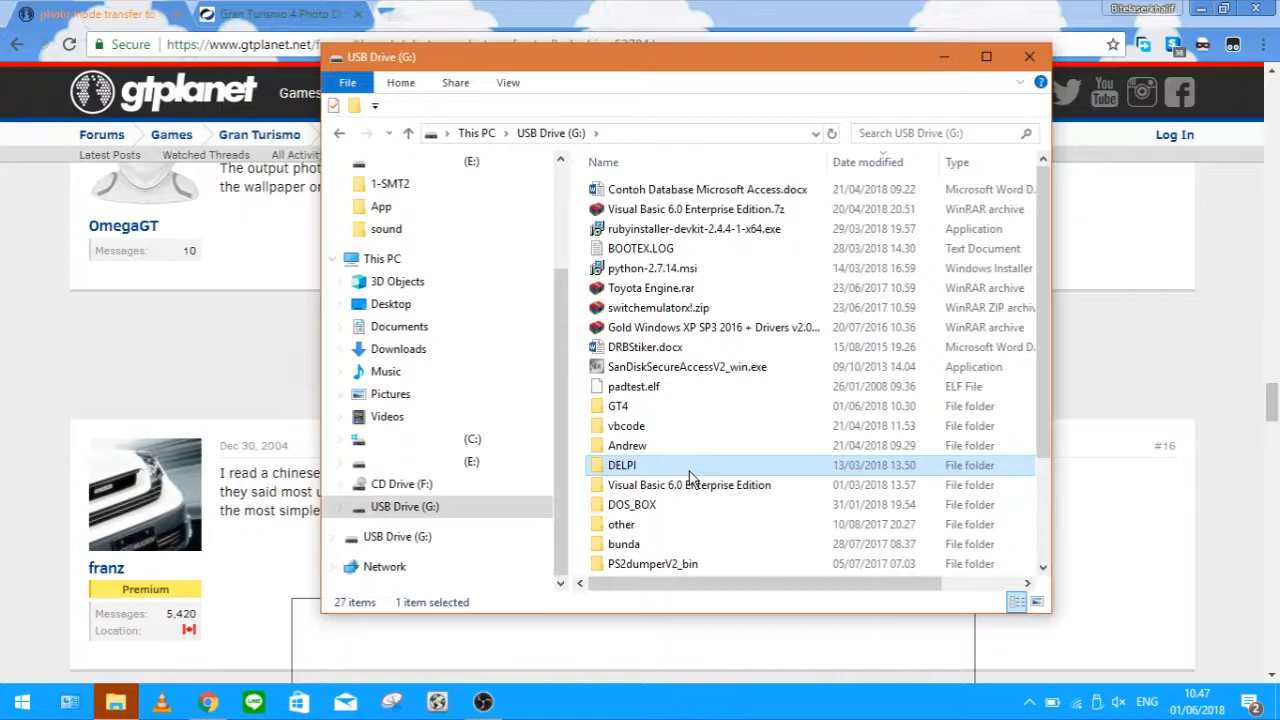 photo mode transfer to
Gran Turismo 4 Photo D
Bitelaserkhalif
Secure
https://www.gtplanet.net/
gtplanet
Games
Log In
Forums
Games
Gran Turismo
Latest Posts
Watched Threads
All Activity
The output pho
the wallpaper or
OmegaGT
Messages: 10
Dec 30, 2004
#16
I read a chinese
they said most u
the most simple
franz
Premium
Messages: 5,420
Location:
USB Drive (G:)
File Home Share View
This PC > USB Drive (G:) >
Search USB Drive (G:)
(E:)
1-SMT2
App
sound
This PC
3D Objects
Desktop
Documents
Downloads
Music
Pictures
Videos
(C:)
(E:)
CD Drive (F:)
USB Drive (G:)
USB Drive (G:)
Network
Name Date modified Type
Contoh Database Microsoft Access.docx 21/04/2018 09.22 Microsoft Word D
Visual Basic 6.0 Enterprise Edition.7z 20/04/2018 20.51 WinRAR archive
rubyinstaller-devkit-2.4.4-1-x64.exe 29/03/2018 19.57 Application
BOOTEX.LOG 28/03/2018 14.30 Text Document
python-2.7.14.msi 14/03/2018 16.59 Windows Installer
Toyota Engine.rar 23/06/2017 10.59 WinRAR archive
switchemulatorx!.zip 23/06/2017 10.59 WinRAR ZIP archiv
Gold Windows XP SP3 2016 + Drivers v2.0... 20/07/2016 10.36 WinRAR archive
DRBStiker.docx 15/08/2015 19.26 Microsoft Word D
SanDiskSecureAccessV2_win.exe 09/10/2013 14.04 Application
padtest.elf 26/01/2008 09.36 ELF File
GT4 01/06/2018 10.30 File folder
vbcode 21/04/2018 11.53 File folder
Andrew 21/04/2018 09.29 File folder
DELPI 13/03/2018 13.50 File folder
Visual Basic 6.0 Enterprise Edition 01/03/2018 13.57 File folder
DOS_BOX 31/01/2018 19.54 File folder
other 10/08/2017 20.27 File folder
bunda 28/07/2017 08.37 File folder
PS2dumperV2_bin 05/07/2017 07.03 File folder
27 items 1 item selected
ENG
10.47
01/06/2018
2